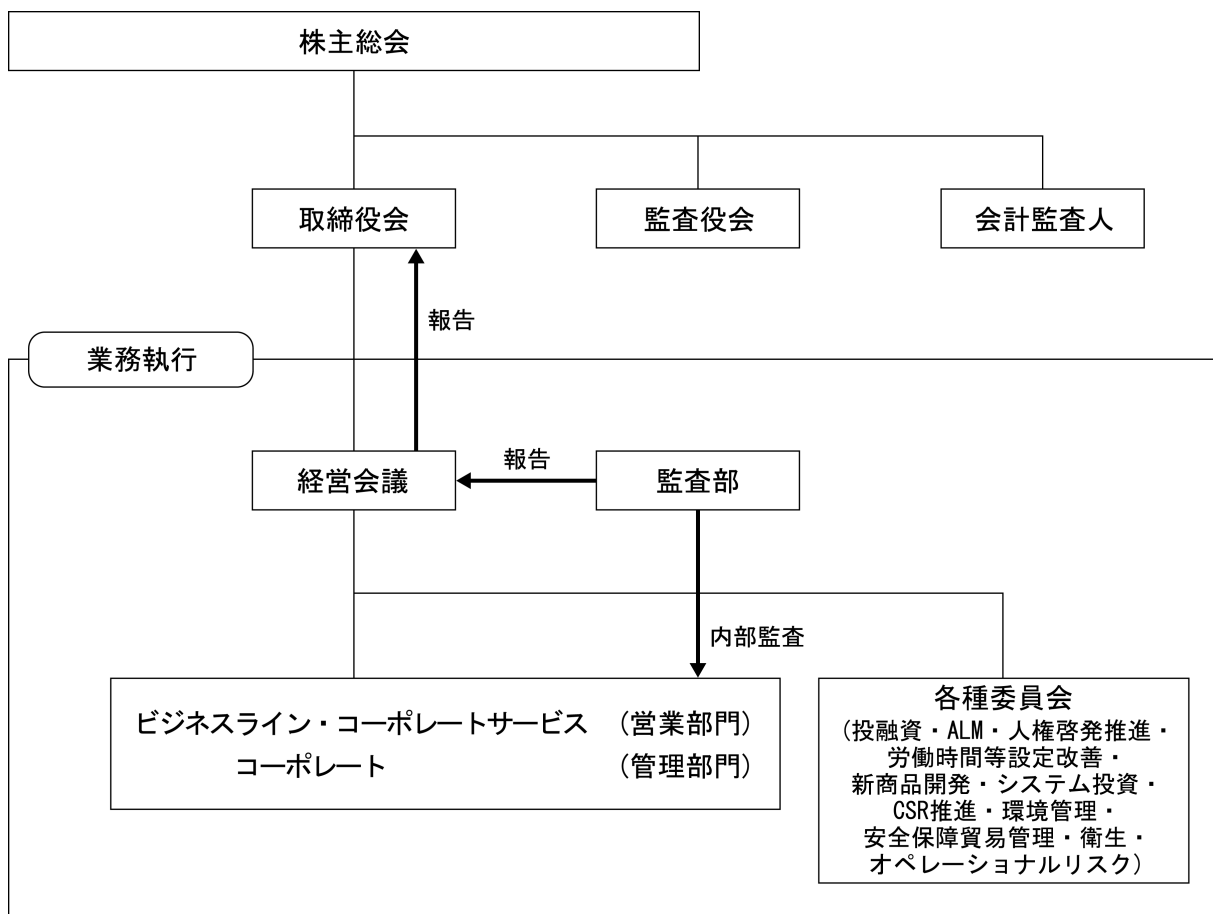 株主総会
取締役会
監査役会
会計監査人
報告
業務執行
経営会議
報告
監査部
内部監査
ビジネスライン・コーポレートサービス （営業部門）
コーポレート （管理部門）
各種委員会
（投融資・ALM・人権啓発推進・
労働時間等設定改善・
新商品開発・システム投資・
CSR推進・環境管理・
安全保障貿易管理・衛生・
オペレーショナルリスク）